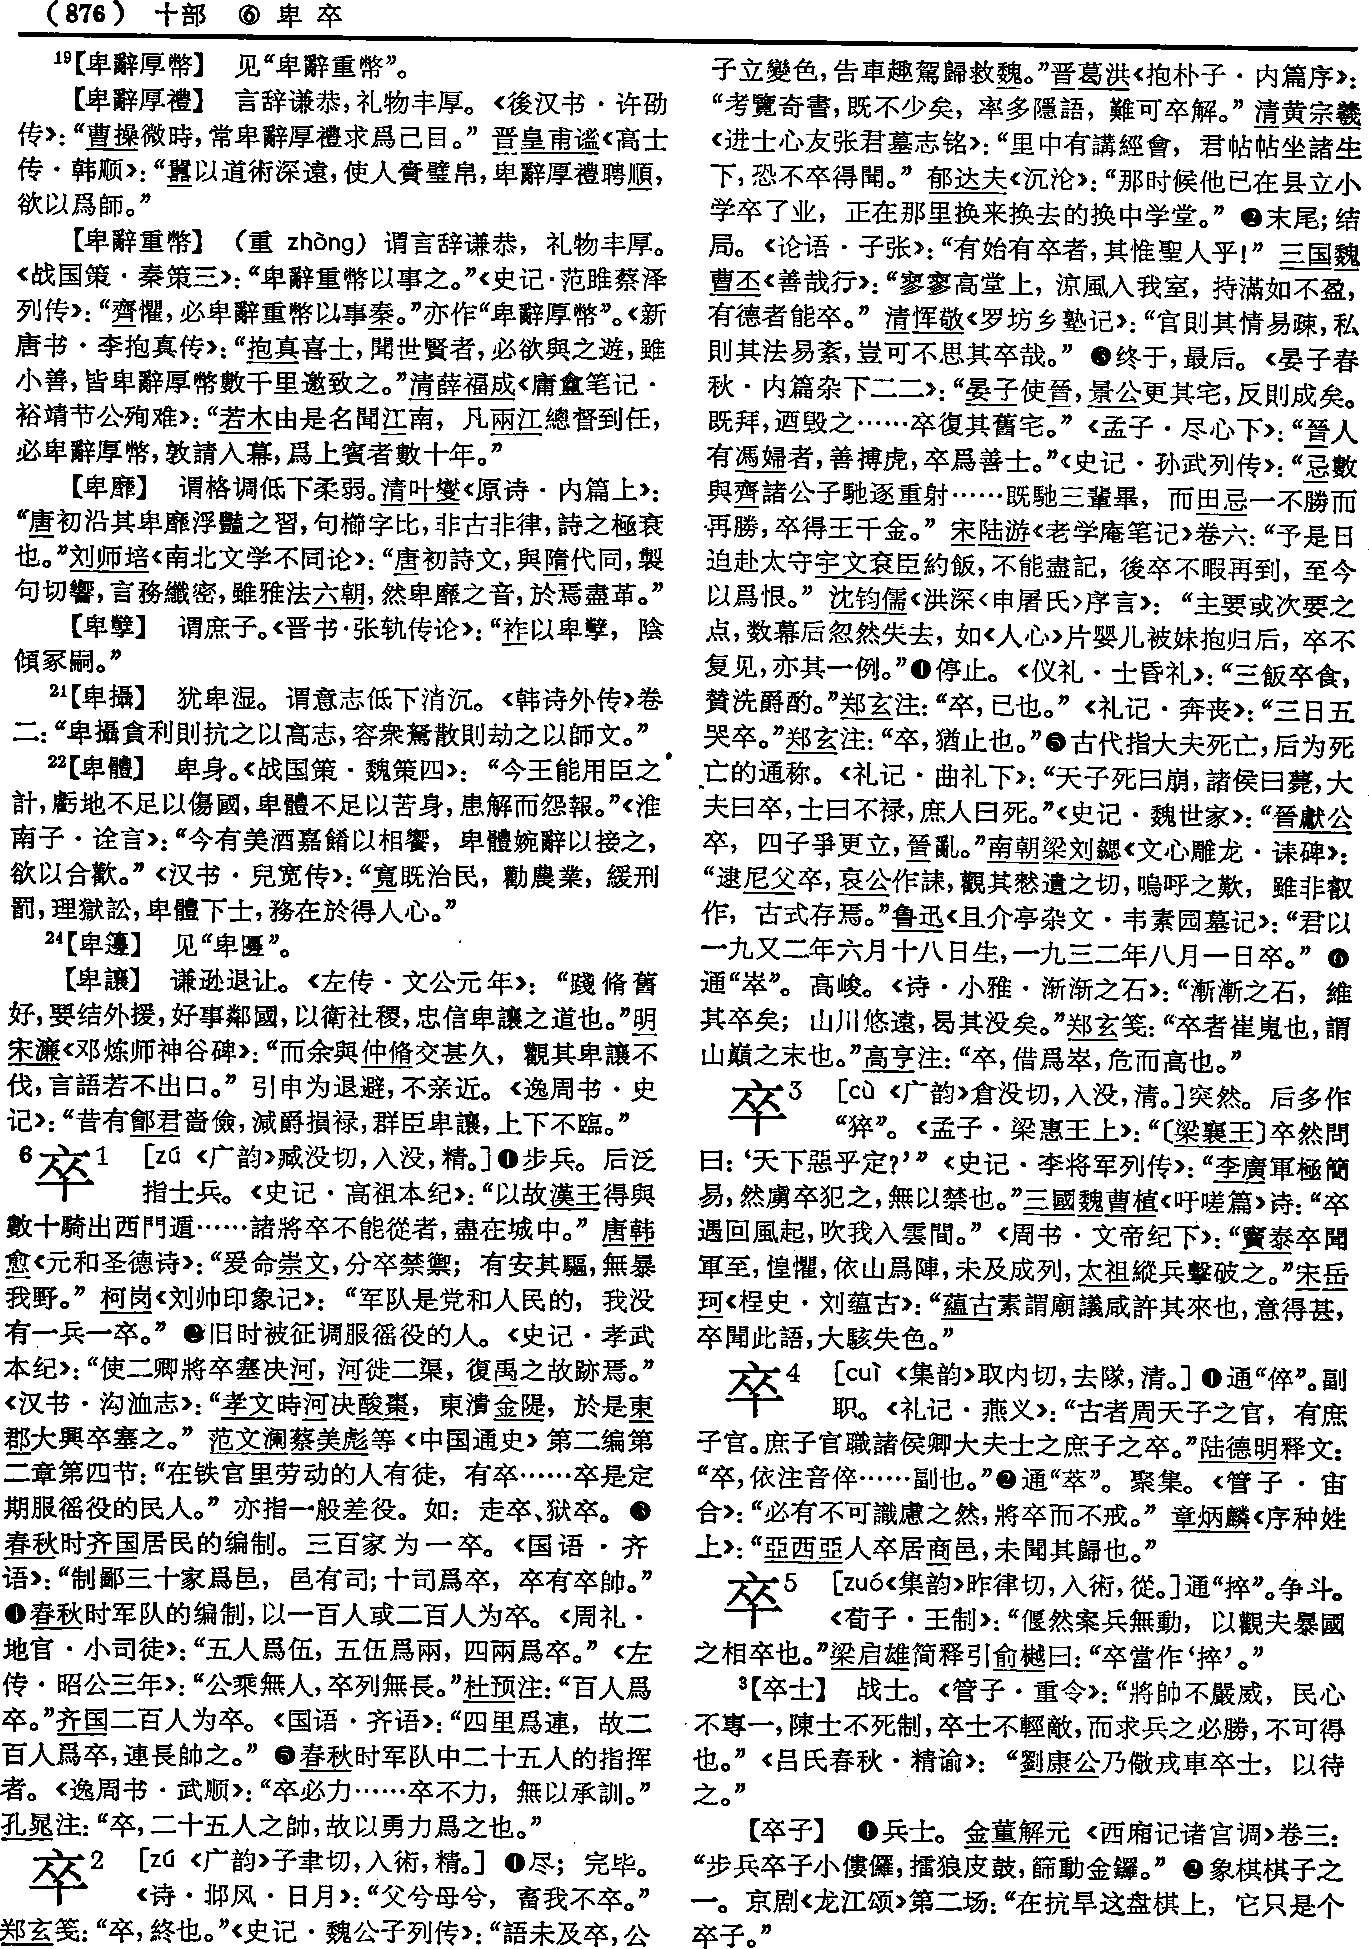 （876） 十部 ⑥ 卑 卒
¹⁹【卑辭厚幣】 见“卑辭重幣”。
【卑辭厚禮】 言辞谦恭，礼物丰厚。《後汉书·许劭
传》：“曹操微時，常卑辭厚禮求爲己目。” 晋皇甫谧《高士
传·韩顺》：“囂以道術深遠，使人賫璧帛，卑辭厚禮聘順，
欲以爲師。”
【卑辭重幣】 （重 zhòng）谓言辞谦恭，礼物丰厚。
《战国策·秦策三》：“卑辭重幣以事之。”《史记·范雎蔡泽
列传》：“齊懼，必卑辭重幣以事秦。”亦作“卑辭厚幣”。《新
唐书·李抱真传》：“抱真喜士，聞世賢者，必欲與之遊，雖
小善，皆卑辭厚幣數千里邀致之。”清薛福成《庸盦笔记·
裕靖节公殉难》：“若木由是名聞江南，凡兩江總督到任，
必卑辭厚幣，敦請入幕，爲上賓者數十年。”
【卑靡】 谓格调低下柔弱。清叶燮《原诗·内篇上》：
“唐初沿其卑靡浮豔之習，句櫛字比，非古非律，詩之極衰
也。”刘师培《南北文学不同论》：“唐初詩文，與隋代同，製
句切響，言務纖密，雖雅法六朝，然卑靡之音，於焉盡革。”
【卑孽】 谓庶子。《晋书·张轨传论》：“祚以卑孽，陰
傾冢嗣。”
²¹【卑攝】 犹卑湿。谓意志低下消沉。《韩诗外传》卷
二：“卑攝貪利則抗之以高志，容衆駑散則劫之以師文。”
²²【卑體】 卑身。《战国策·魏策四》：“今王能用臣之
計，虧地不足以傷國，卑體不足以苦身，患解而怨報。”《淮
南子·诠言》：“今有美酒嘉餚以相饗，卑體婉辭以接之，
欲以合歡。”《汉书·兒宽传》：“寬既治民，勸農業，緩刑
罰，理獄訟，卑體下士，務在於得人心。”
²⁴【卑籩】 见“卑匾”。
【卑讓】 谦逊退让。《左传·文公元年》：“踐脩舊
好，要结外援，好事鄰國，以衛社稷，忠信卑讓之道也。”明
宋濂《邓炼师神谷碑》：“而余與仲脩交甚久，觀其卑讓不
伐，言語若不出口。”引申为退避，不亲近。《逸周书·史
记》：“昔有鄶君嗇儉，減爵損禄，群臣卑讓，上下不臨。”
6卒1 ［zú《广韵》臧没切，入没，精。］❶步兵。后泛
指士兵。《史记·高祖本纪》：“以故漢王得與
數十騎出西門遁……諸將卒不能從者，盡在城中。”唐韩
愈《元和圣德诗》：“爰命崇文，分卒禁禦；有安其驅，無暴
我野。”柯岗《刘帅印象记》：“军队是党和人民的，我没
有一兵一卒。”❷旧时被征调服徭役的人。《史记·孝武
本纪》：“使二卿將卒塞决河，河徙二渠，復禹之故跡焉。”
《汉书·沟洫志》：“孝文時河决酸棗，東潰金隄，於是東
郡大興卒塞之。”范文澜蔡美彪等《中国通史》第二编第
二章第四节：“在铁官里劳动的人有徒，有卒……卒是定
期服徭役的民人。”亦指一般差役。如：走卒、狱卒。❸
春秋时齐国居民的编制。三百家为一卒。《国语·齐
语》：“制鄙三十家爲邑，邑有司；十司爲卒，卒有卒帥。”
❹春秋时军队的编制，以一百人或二百人为卒。《周礼·
地官·小司徒》：“五人爲伍，五伍爲兩，四兩爲卒。”《左
传·昭公三年》：“公乘無人，卒列無長。”杜预注：“百人爲
卒。”齐国二百人为卒。《国语·齐语》：“四里爲連，故二
百人爲卒，連長帥之。”❺春秋时军队中二十五人的指挥
者。《逸周书·武顺》：“卒必力……卒不力，無以承訓。”
孔晁注：“卒，二十五人之帥，故以勇力爲之也。”
卒2 ［zú《广韵》子聿切，入術，精。］❶尽；完毕。
《诗·邶风·日月》：“父兮母兮，畜我不卒。”
郑玄笺：“卒，終也。”《史记·魏公子列传》：“語未及卒，公
子立變色，告車趣駕歸救魏。”晋葛洪《抱朴子·内篇序》：
“考覽奇書，既不少矣，率多隱語，難可卒解。”清黄宗羲
《进士心友张君墓志铭》：“里中有講經會，君帖帖坐諸生
下，恐不卒得聞。”郁达夫《沉沦》：“那时候他已在县立小
学卒了业，正在那里换来换去的换中学堂。”❷末尾；结
局。《论语·子张》：“有始有卒者，其惟聖人乎！”三国魏
曹丕《善哉行》：“寥寥高堂上，涼風入我室，持滿如不盈，
有德者能卒。”清恽敬《罗坊乡塾记》：“官則其情易疎，私
則其法易紊，豈可不思其卒哉。”❸终于，最后。《晏子春
秋·内篇杂下二二》：“晏子使晉，景公更其宅，反則成矣。
既拜，迺毁之……卒復其舊宅。”《孟子·尽心下》：“晉人
有馮婦者，善搏虎，卒爲善士。”《史记·孙武列传》：“忌數
與齊諸公子馳逐重射……既馳三輩畢，而田忌一不勝而
再勝，卒得王千金。”宋陆游《老学庵笔记》卷六：“予是日
迫赴太守宇文衮臣約飯，不能盡記，後卒不暇再到，至今
以爲恨。”沈钧儒《洪深〈申屠氏〉序言》：“主要或次要之
点，数幕后忽然失去，如《人心》片婴儿被妹抱归后，卒不
复见，亦其一例。”❹停止。《仪礼·士昏礼》：“三飯卒食，
贊洗爵酌。”郑玄注：“卒，已也。”《礼记·奔丧》：“三日五
哭卒。”郑玄注：“卒，猶止也。”❺古代指大夫死亡，后为死
亡的通称。《礼记·曲礼下》：“天子死曰崩，諸侯曰薨，大
夫曰卒，士曰不禄，庶人曰死。”《史记·魏世家》：“晉獻公
卒，四子爭更立，晉亂。”南朝梁刘勰《文心雕龙·诔碑》：
“逮尼父卒，哀公作誄，觀其憖遺之切，嗚呼之歎，雖非叡
作，古式存焉。”鲁迅《且介亭杂文·韦素园墓记》：“君以
一九又二年六月十八日生，一九三二年八月一日卒。”❻
通“崒”。高峻。《诗·小雅·渐渐之石》：“漸漸之石，維
其卒矣；山川悠遠，曷其没矣。”郑玄笺：“卒者崔嵬也，謂
山巔之末也。”高亨注：“卒，借爲崒，危而高也。”
卒3 ［cù《广韵》倉没切，入没，清。］突然。后多作
“猝”。《孟子·梁惠王上》：“〔梁襄王〕卒然問
曰：‘天下惡乎定？’”《史记·李将军列传》：“李廣軍極簡
易，然虜卒犯之，無以禁也。”三國魏曹植《吁嗟篇》诗：“卒
遇回風起，吹我入雲間。”《周书·文帝纪下》：“竇泰卒聞
軍至，惶懼，依山爲陣，未及成列，太祖縱兵擊破之。”宋岳
珂《桯史·刘蕴古》：“蘊古素謂廟議咸許其來也，意得甚，
卒聞此語，大駭失色。”
卒4 ［cuì《集韵》取内切，去隊，清。］❶通“倅”。副
职。《礼记·燕义》：“古者周天子之官，有庶
子官。庶子官職諸侯卿大夫士之庶子之卒。”陆德明释文：
“卒，依注音倅……副也。”❷通“萃”。聚集。《管子·宙
合》：“必有不可識慮之然，將卒而不戒。”章炳麟《序种姓
上》：“亞西亞人卒居商邑，未聞其歸也。”
卒5 ［zuó《集韵》昨律切，入術，從。］通“捽”。争斗。
《荀子·王制》：“偃然案兵無動，以觀夫暴國
之相卒也。”梁启雄简释引俞樾曰：“卒當作‘捽’。”
³【卒士】 战士。《管子·重令》：“將帥不嚴威，民心
不專一，陳士不死制，卒士不輕敵，而求兵之必勝，不可得
也。”《吕氏春秋·精谕》：“劉康公乃儆戎車卒士，以待
之。”
【卒子】 ❶兵士。金董解元《西廂记诸宫调》卷三：
“步兵卒子小僂儸，擂狼皮鼓，篩動金鑼。”❷象棋棋子之
一。京剧《龙江颂》第二场：“在抗旱这盘棋上，它只是个
卒子。”